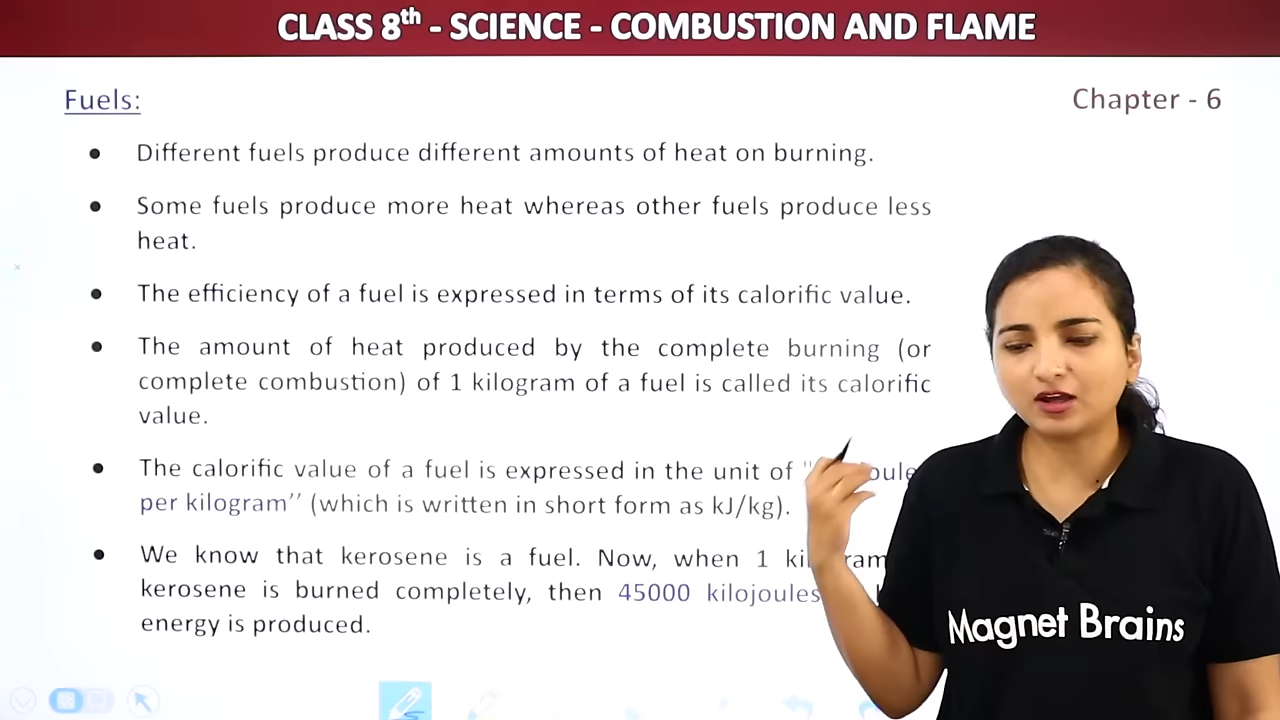 CLASS 8th - SCIENCE - COMBUSTION AND FLAME
Fuels:
Chapter - 6
● Different fuels produce different amounts of heat on burning.
● Some fuels produce more heat whereas other fuels produce less
heat.
● The efficiency of a fuel is expressed in terms of its calorific value.
● The amount of heat produced by the complete burning (or
complete combustion) of 1 kilogram of a fuel is called its calorific
value.
● The calorific value of a fuel is expressed in the unit of
per kilogram’’ (which is written in short form as kJ/kg).
● We know that kerosene is a fuel. Now, when 1
kerosene is burned completely, then 45000 kilojoules
energy is produced.
Magnet Brains